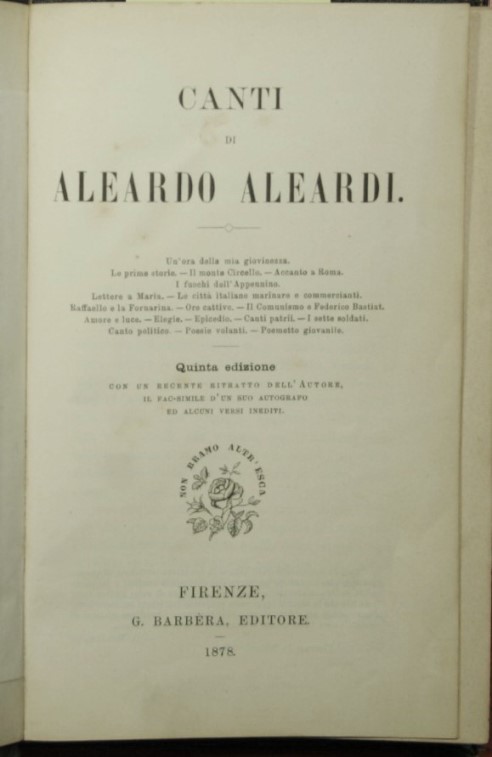 CANTI
DI
ALEARDO ALEARDI.
Un'ora della mia giovinezza.
Le prime storie. — Il monte Circello. — Accanto a Roma.
I fuochi dell'Appennino.
Lettere a Maria. — Le città italiane marinare e commercianti.
Raffaello e la Fornarina. — Ore cattive. — Il Comunismo e Federico Bastiat.
Amore e luce. — Elegie. — Epicedio. — Canti patrii. — I sette soldati.
Canto politico. — Poesie volanti. — Poemetto giovanile.
Quinta edizione
CON UN RECENTE RITRATTO DELL'AUTORE,
IL FAC-SIMILE D'UN SUO AUTOGRAFO
ED ALCUNI VERSI INEDITI.
NON BRAMO ALTR'ESCA
FIRENZE,
G. BARBÈRA, EDITORE.
1878.